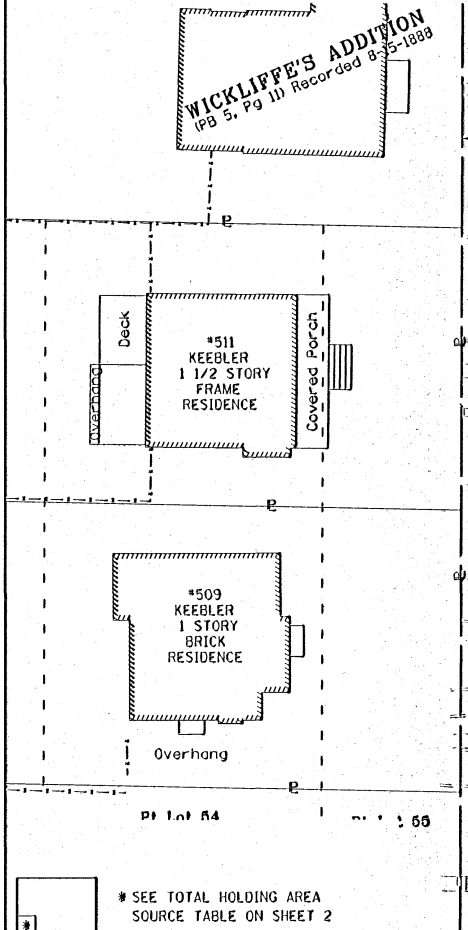 WICKLIFFE'S ADDITION
(PB 5, Pg 11) Recorded 8-15-1888
Deck
overhang
#511
KEEBLER
1 1/2 STORY
FRAME
RESIDENCE
Covered Porch
#509
KEEBLER
1 STORY
BRICK
RESIDENCE
Overhang
Pt Lot 54
55
* SEE TOTAL HOLDING AREA
SOURCE TABLE ON SHEET 2
*